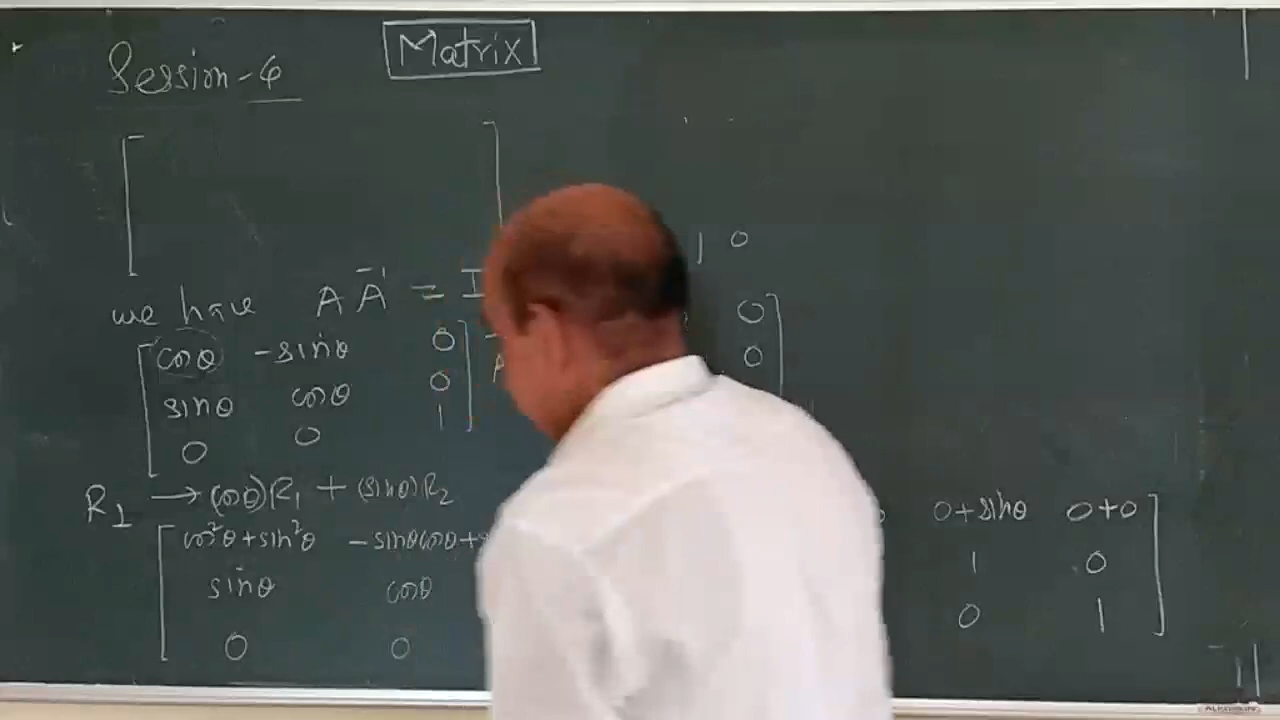 Session-4
Matrix
1 0
we have A A⁻¹ = I
cosθ -sinθ 0 0
sinθ cosθ 0 0
0 0 1
R₁ → (cosθ)R₁ + (sinθ)R₂
cos²θ+sin²θ -sinθcosθ+ 0+sinθ 0+0
sinθ cosθ 1 0
0 0 0 1